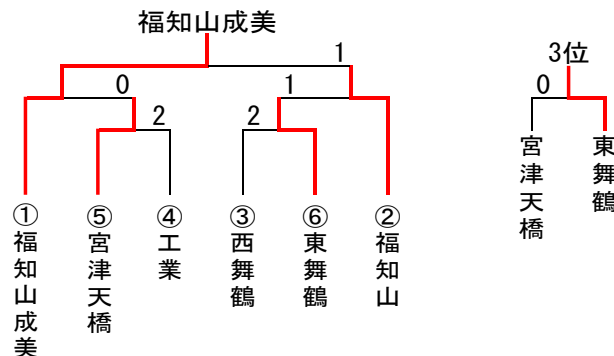 福知山成美
1
0
1
2
2
①福知山成美
⑤宮津天橋
④工業
③西舞鶴
⑥東舞鶴
②福知山
3位
0
宮津天橋
東舞鶴